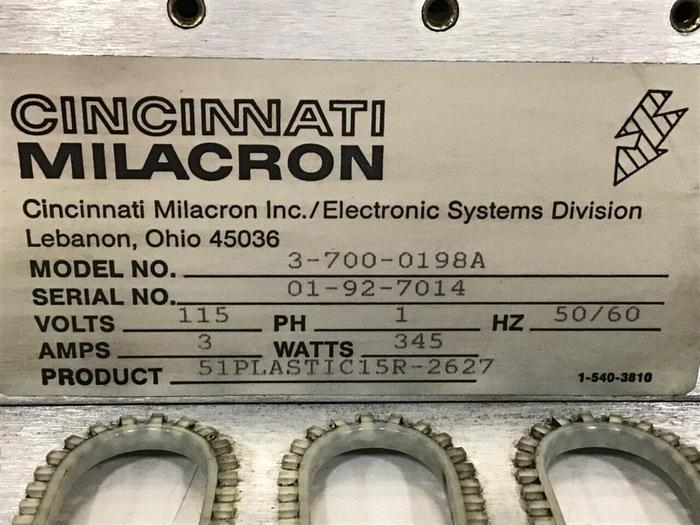 CINCINNATI
MILACRON
Cincinnati Milacron Inc./Electronic Systems Division
Lebanon, Ohio 45036
MODEL NO. 3-700-0198A
SERIAL NO. 01-92-7014
VOLTS 115 PH 1 HZ 50/60
AMPS 3 WATTS 345
PRODUCT 51PLASTIC15R-2627 1-540-3810